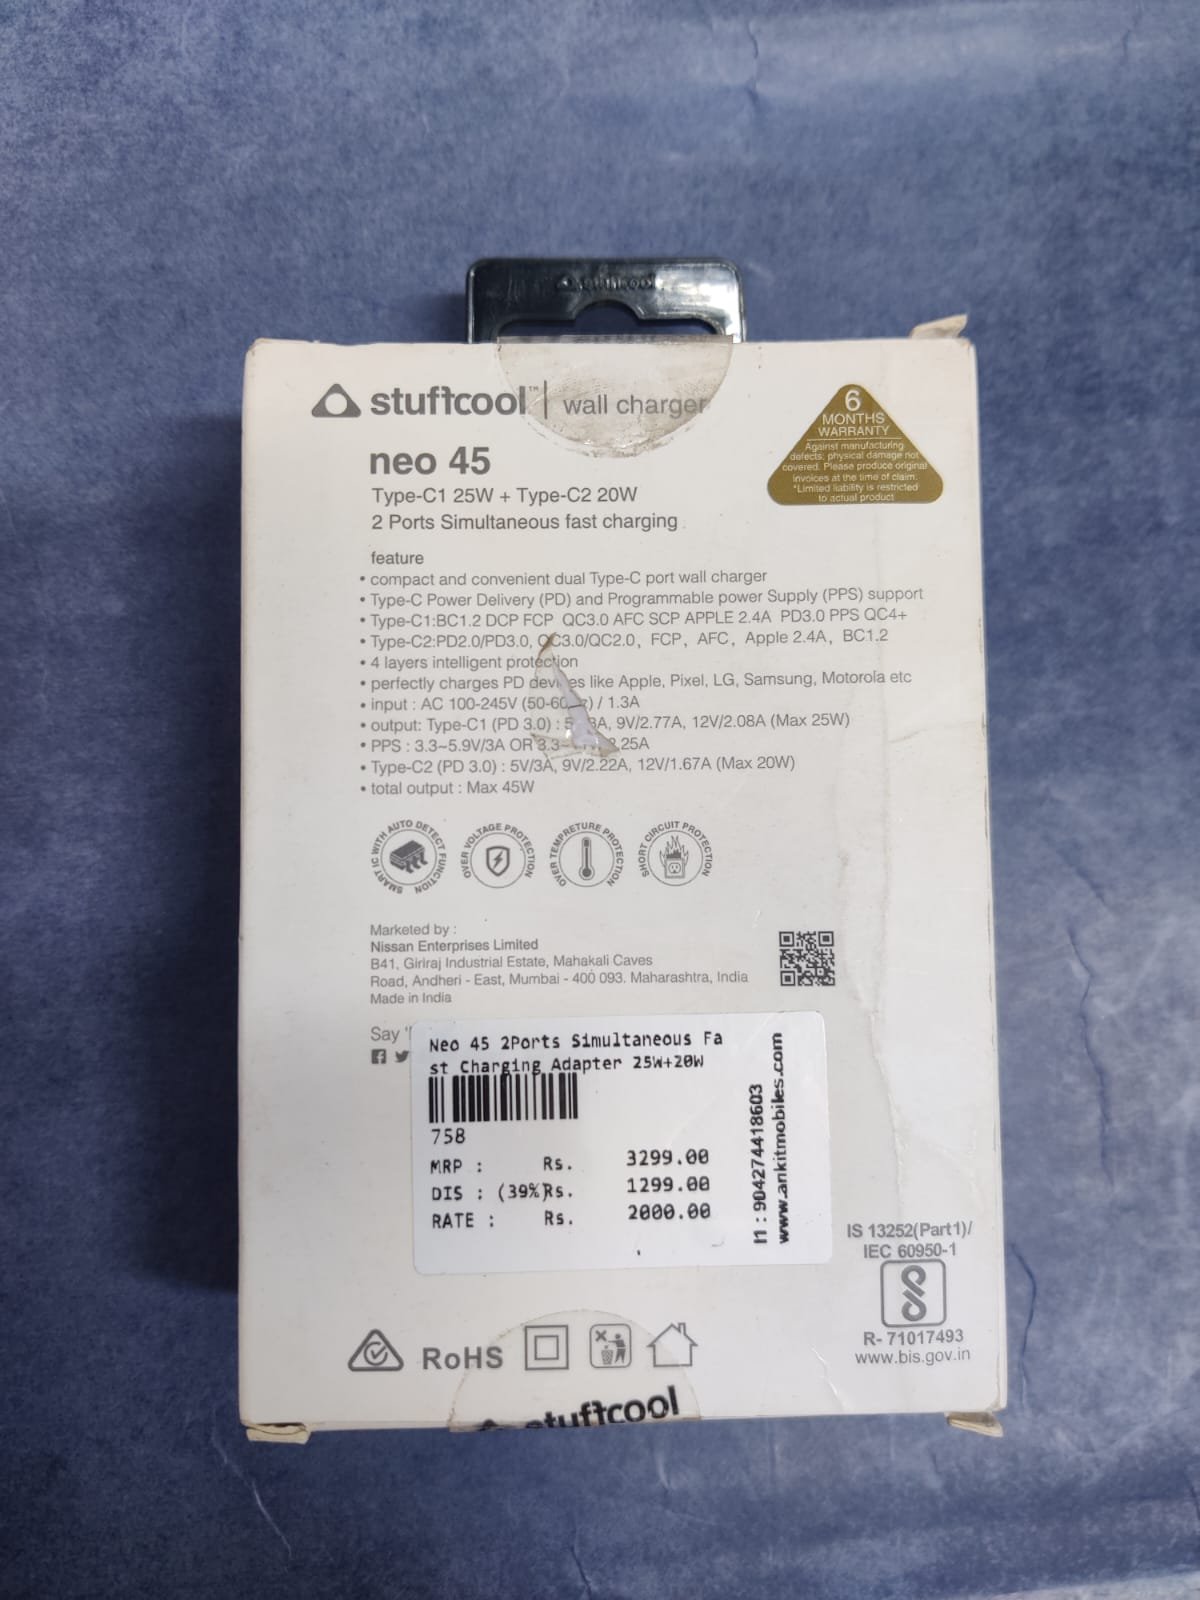 stuffcool
stuffcool™ | wall charger
neo 45
Type-C1 25W + Type-C2 20W
2 Ports Simultaneous fast charging
6
MONTHS
WARRANTY
Against manufacturing
defects, physical damage not
covered. Please produce original
invoices at the time of claim.
*Limited liability is restricted
to actual product
feature
• compact and convenient dual Type-C port wall charger
• Type-C Power Delivery (PD) and Programmable power Supply (PPS) support
• Type-C1:BC1.2 DCP FCP QC3.0 AFC SCP APPLE 2.4A PD3.0 PPS QC4+
• Type-C2:PD2.0/PD3.0, QC3.0/QC2.0, FCP, AFC, Apple 2.4A, BC1.2
• 4 layers intelligent protection
• perfectly charges PD devices like Apple, Pixel, LG, Samsung, Motorola etc
• input : AC 100-245V (50-60Hz) / 1.3A
• output: Type-C1 (PD 3.0) : 9V/2.77A, 12V/2.08A (Max 25W)
• PPS : 3.3~5.9V/3A OR
• Type-C2 (PD 3.0) : 5V/3A, 9V/2.22A, 12V/1.67A (Max 20W)
• total output : Max 45W
SMART IC WITH AUTO DETECT FUNCTION
OVER VOLTAGE PROTECTION
OVER TEMPRETURE PROTECTION
SHORT CIRCUIT PROTECTION
Marketed by :
Nissan Enterprises Limited
B41, Giriraj Industrial Estate, Mahakali Caves
Road, Andheri - East, Mumbai - 400 093. Maharashtra, India
Made in India
Say
Neo 45 2Ports Simultaneous Fa
st Charging Adapter 25W+20W
758
MRP : Rs. 3299.00
DIS : (39%)Rs. 1299.00
RATE : Rs. 2000.00
I1 : 904274418603
www.ankitmobiles.com
IS 13252(Part1)/
IEC 60950-1
R- 71017493
www.bis.gov.in
RoHS
stuffcool